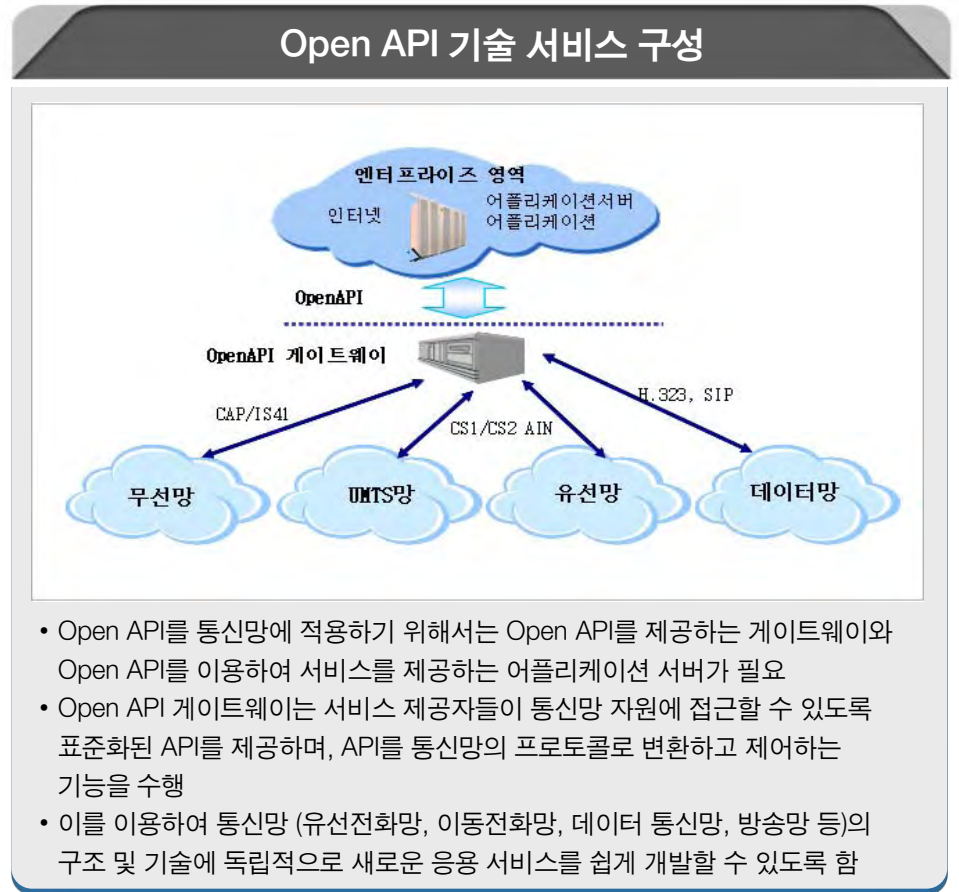 Open API 기술 서비스 구성
엔터프라이즈 영역
인터넷
어플리케이션서버
어플리케이션
OpenAPI
OpenAPI 게이트웨이
CAP/IS41
CS1/CS2 AIN
H.323, SIP
무선망
UMTS망
유선망
데이터망
• Open API를 통신망에 적용하기 위해서는 Open API를 제공하는 게이트웨이와
Open API를 이용하여 서비스를 제공하는 어플리케이션 서버가 필요
• Open API 게이트웨이는 서비스 제공자들이 통신망 자원에 접근할 수 있도록
표준화된 API를 제공하며, API를 통신망의 프로토콜로 변환하고 제어하는
기능을 수행
• 이를 이용하여 통신망 (유선전화망, 이동전화망, 데이터 통신망, 방송망 등)의
구조 및 기술에 독립적으로 새로운 응용 서비스를 쉽게 개발할 수 있도록 함